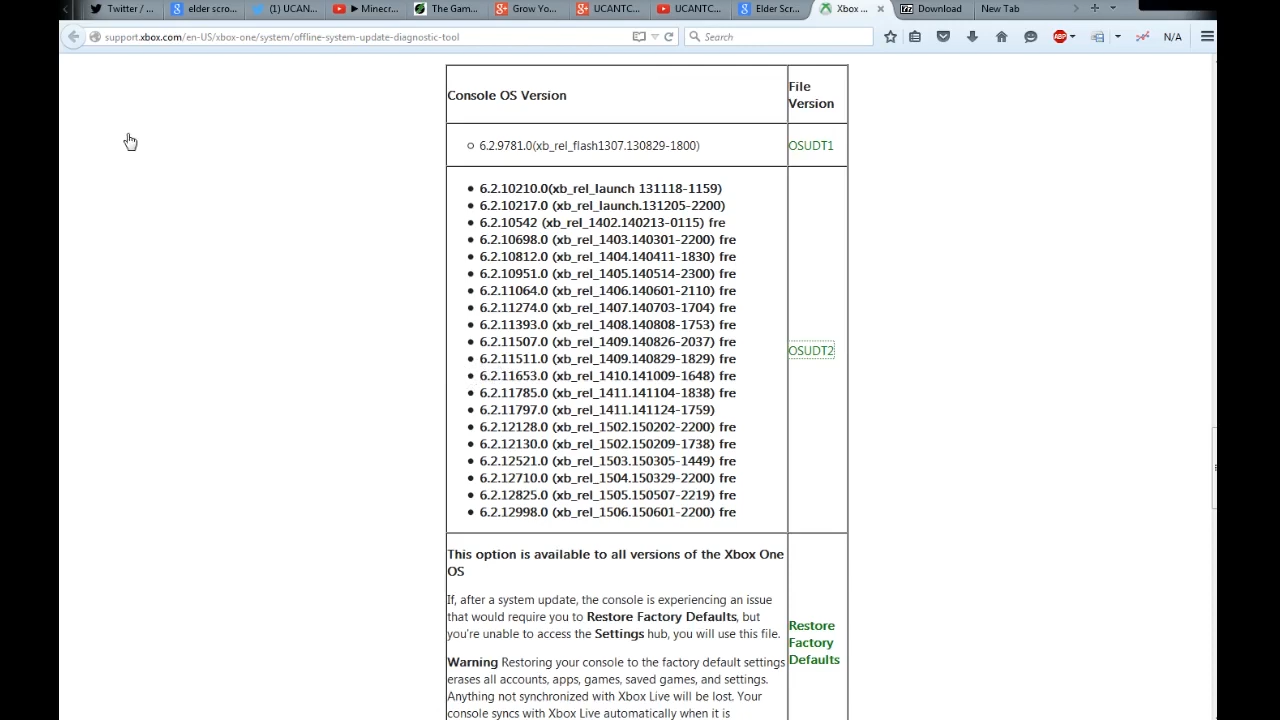 Twitter / ...
elder scro...
(1) UCAN...
▶ Minecr...
The Gam...
Grow Yo...
UCANTC...
UCANTC...
Elder Scr...
Xbox ...
Download
New Tab
support.xbox.com/en-US/xbox-one/system/offline-system-update-diagnostic-tool
Search
ABP
N/A
Console OS Version
File
Version
6.2.9781.0(xb_rel_flash1307.130829-1800)
OSUDT1
6.2.10210.0(xb_rel_launch 131118-1159)
6.2.10217.0 (xb_rel_launch.131205-2200)
6.2.10542 (xb_rel_1402.140213-0115) fre
6.2.10698.0 (xb_rel_1403.140301-2200) fre
6.2.10812.0 (xb_rel_1404.140411-1830) fre
6.2.10951.0 (xb_rel_1405.140514-2300) fre
6.2.11064.0 (xb_rel_1406.140601-2110) fre
6.2.11274.0 (xb_rel_1407.140703-1704) fre
6.2.11393.0 (xb_rel_1408.140808-1753) fre
6.2.11507.0 (xb_rel_1409.140826-2037) fre
6.2.11511.0 (xb_rel_1409.140829-1829) fre
6.2.11653.0 (xb_rel_1410.141009-1648) fre
6.2.11785.0 (xb_rel_1411.141104-1838) fre
6.2.11797.0 (xb_rel_1411.141124-1759)
6.2.12128.0 (xb_rel_1502.150202-2200) fre
6.2.12130.0 (xb_rel_1502.150209-1738) fre
6.2.12521.0 (xb_rel_1503.150305-1449) fre
6.2.12710.0 (xb_rel_1504.150329-2200) fre
6.2.12825.0 (xb_rel_1505.150507-2219) fre
6.2.12998.0 (xb_rel_1506.150601-2200) fre
OSUDT2
This option is available to all versions of the Xbox One
OS
If, after a system update, the console is experiencing an issue
that would require you to Restore Factory Defaults, but
you're unable to access the Settings hub, you will use this file.
Warning Restoring your console to the factory default settings
erases all accounts, apps, games, saved games, and settings.
Anything not synchronized with Xbox Live will be lost. Your
console syncs with Xbox Live automatically when it is
Restore
Factory
Defaults